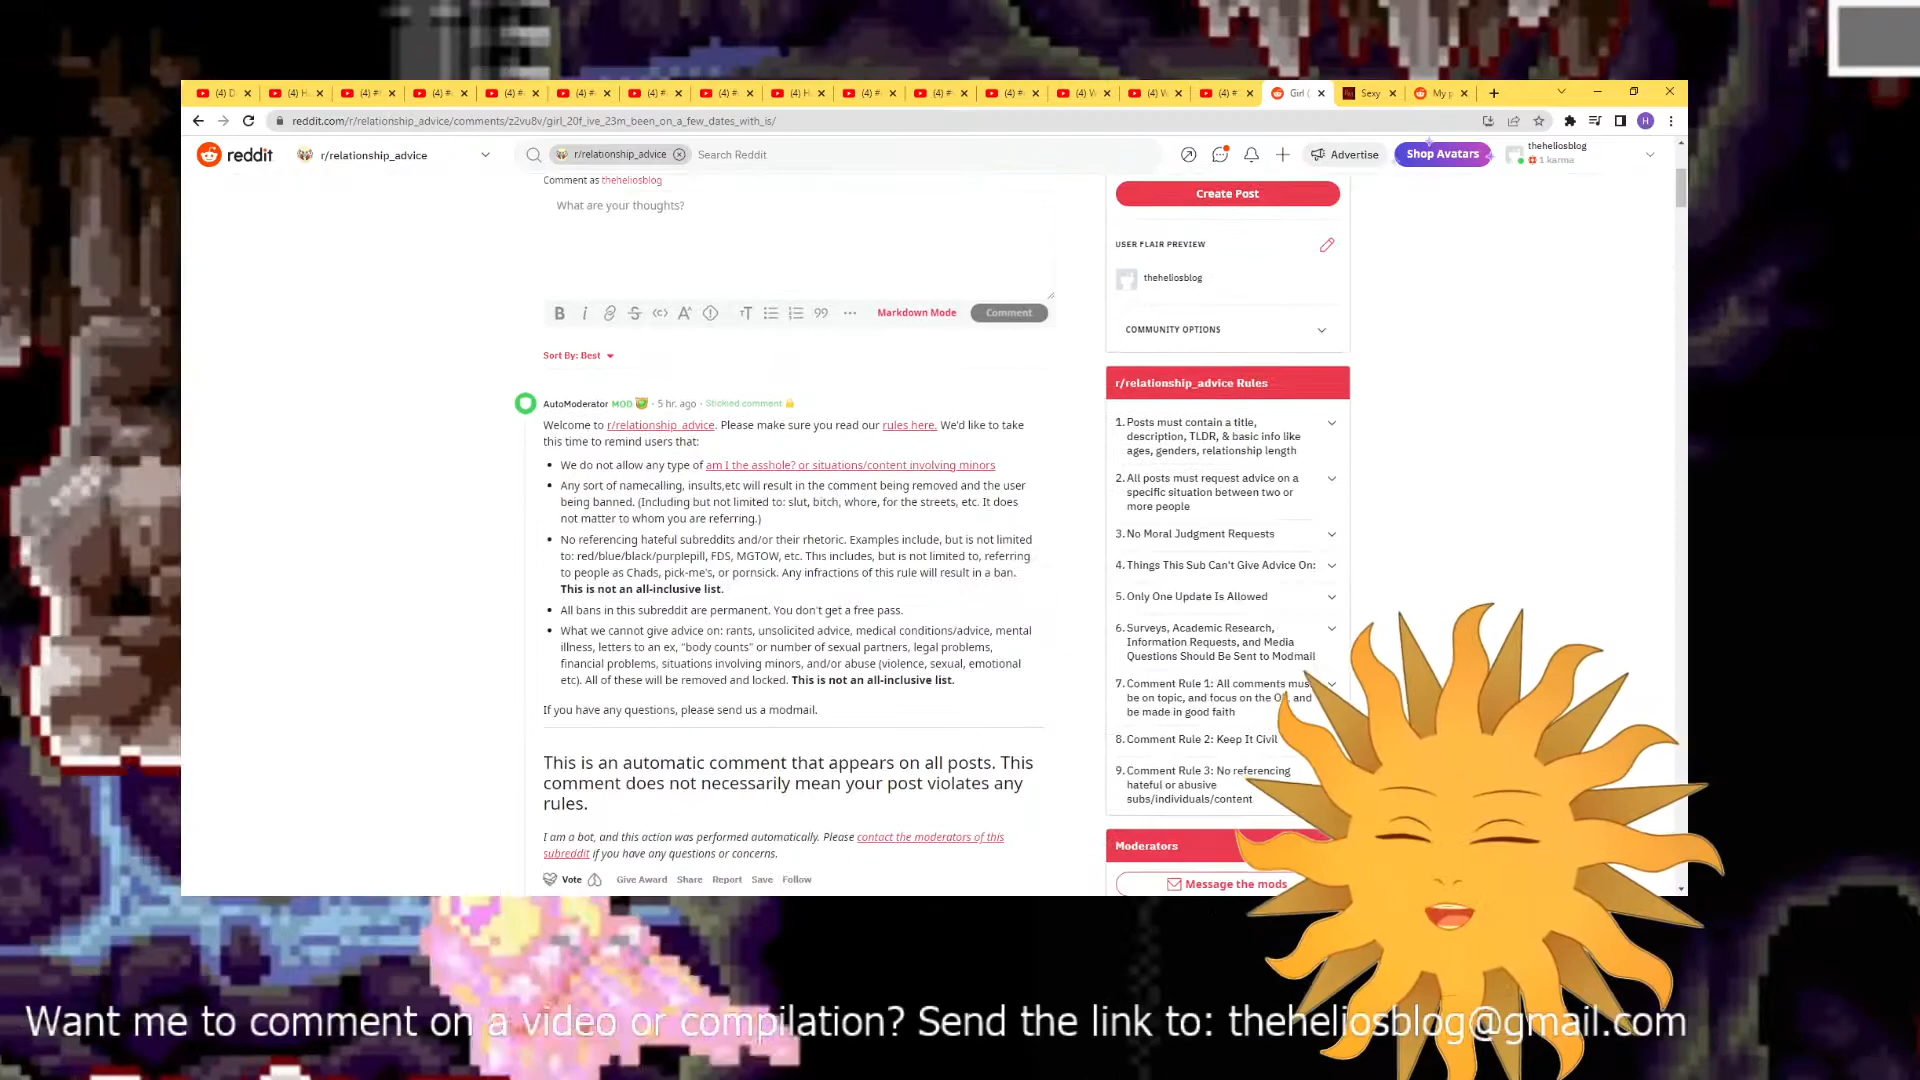 (4) D
(4) H
(4) #
(4) #
(4) #
(4) #
(4) #
(4) #
(4) H
(4) #
(4) #
(4) #
(4) W
(4) W
(4) #
Girl (
Sexy
My p
reddit.com/r/relationship_advice/comments/z2vu8v/girl_20f_ive_23m_been_on_a_few_dates_with_is/
H
reddit
r/relationship_advice
r/relationship_advice
Search Reddit
Advertise
Shop Avatars
theheliosblog
1 karma
Comment as theheliosblog
What are your thoughts?
Markdown Mode
Comment
Sort By: Best
AutoModerator MOD · 5 hr. ago · Stickied comment
Welcome to r/relationship_advice. Please make sure you read our rules here. We'd like to take
this time to remind users that:
• We do not allow any type of am I the asshole? or situations/content involving minors
• Any sort of namecalling, insults,etc will result in the comment being removed and the user
being banned. (Including but not limited to: slut, bitch, whore, for the streets, etc. It does
not matter to whom you are referring.)
• No referencing hateful subreddits and/or their rhetoric. Examples include, but is not limited
to: red/blue/black/purplepill, FDS, MGTOW, etc. This includes, but is not limited to, referring
to people as Chads, pick-me's, or pornsick. Any infractions of this rule will result in a ban.
This is not an all-inclusive list.
• All bans in this subreddit are permanent. You don't get a free pass.
• What we cannot give advice on: rants, unsolicited advice, medical conditions/advice, mental
illness, letters to an ex, "body counts" or number of sexual partners, legal problems,
financial problems, situations involving minors, and/or abuse (violence, sexual, emotional
etc). All of these will be removed and locked. This is not an all-inclusive list.
If you have any questions, please send us a modmail.
This is an automatic comment that appears on all posts. This
comment does not necessarily mean your post violates any
rules.
I am a bot, and this action was performed automatically. Please contact the moderators of this
subreddit if you have any questions or concerns.
Vote
Give Award
Share
Report
Save
Follow
Create Post
USER FLAIR PREVIEW
theheliosblog
COMMUNITY OPTIONS
r/relationship_advice Rules
1. Posts must contain a title,
description, TLDR, & basic info like
ages, genders, relationship length
2. All posts must request advice on a
specific situation between two or
more people
3. No Moral Judgment Requests
4. Things This Sub Can't Give Advice On:
5. Only One Update Is Allowed
6. Surveys, Academic Research,
Information Requests, and Media
Questions Should Be Sent to Modmail
7. Comment Rule 1: All comments
be on topic, and focus on the and
be made in good faith
8. Comment Rule 2: Keep It Civil
9. Comment Rule 3: No referencing
hateful or abusive
subs/individuals/content
Moderators
Message the mods
Want me to comment on a video or compilation? Send the link to: theheliosblog@gmail.com